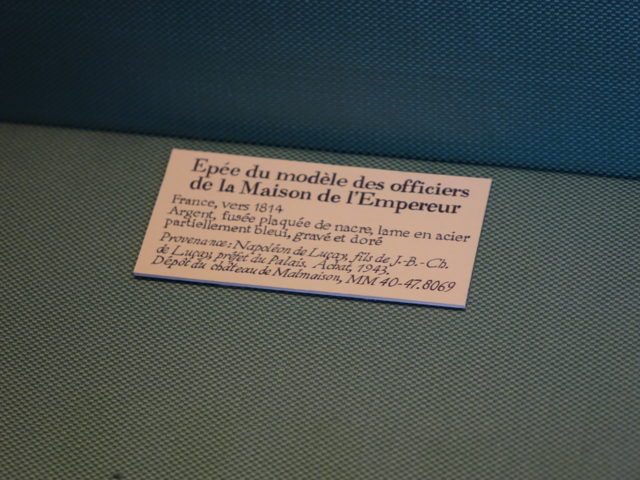 Epée du modèle des officiers
de la Maison de l'Empereur
France, vers 1814
Argent, fusée plaquée de nacre, lame en acier
partiellement bleui, gravé et doré
Provenance : Napoléon de Luçay, fils de J.-B.-Ch.
de Luçay, préfet du Palais. Achat, 1943.
Dépôt du château de Malmaison, MM 40-47.8069